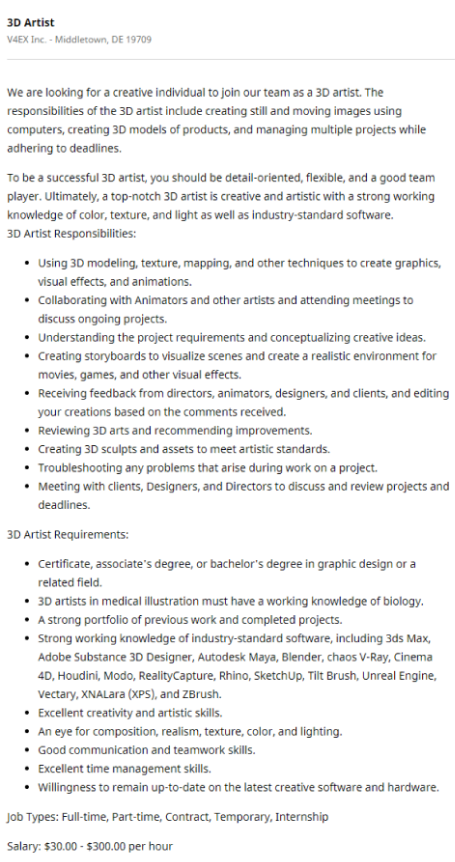 3D Artist
V4EX Inc. - Middletown, DE 19709
We are looking for a creative individual to join our team as a 3D artist. The
responsibilities of the 3D artist include creating still and moving images using
computers, creating 3D models of products, and managing multiple projects while
adhering to deadlines.
To be a successful 3D artist, you should be detail-oriented, flexible, and a good team
player. Ultimately, a top-notch 3D artist is creative and artistic with a strong working
knowledge of color, texture, and light as well as industry-standard software.
3D Artist Responsibilities:
• Using 3D modeling, texture, mapping, and other techniques to create graphics,
visual effects, and animations.
• Collaborating with Animators and other artists and attending meetings to
discuss ongoing projects.
• Understanding the project requirements and conceptualizing creative ideas.
• Creating storyboards to visualize scenes and create a realistic environment for
movies, games, and other visual effects.
• Receiving feedback from directors, animators, designers, and clients, and editing
your creations based on the comments received.
• Reviewing 3D arts and recommending improvements.
• Creating 3D sculpts and assets to meet artistic standards.
• Troubleshooting any problems that arise during work on a project.
• Meeting with clients, Designers, and Directors to discuss and review projects and
deadlines.
3D Artist Requirements:
• Certificate, associate's degree, or bachelor's degree in graphic design or a
related field.
• 3D artists in medical illustration must have a working knowledge of biology.
• A strong portfolio of previous work and completed projects.
• Strong working knowledge of industry-standard software, including 3ds Max,
Adobe Substance 3D Designer, Autodesk Maya, Blender, chaos V-Ray, Cinema
4D, Houdini, Modo, RealityCapture, Rhino, SketchUp, Tilt Brush, Unreal Engine,
Vectary, XNALara (XPS), and ZBrush.
• Excellent creativity and artistic skills.
• An eye for composition, realism, texture, color, and lighting.
• Good communication and teamwork skills.
• Excellent time management skills.
• Willingness to remain up-to-date on the latest creative software and hardware.
Job Types: Full-time, Part-time, Contract, Temporary, Internship
Salary: $30.00 - $300.00 per hour